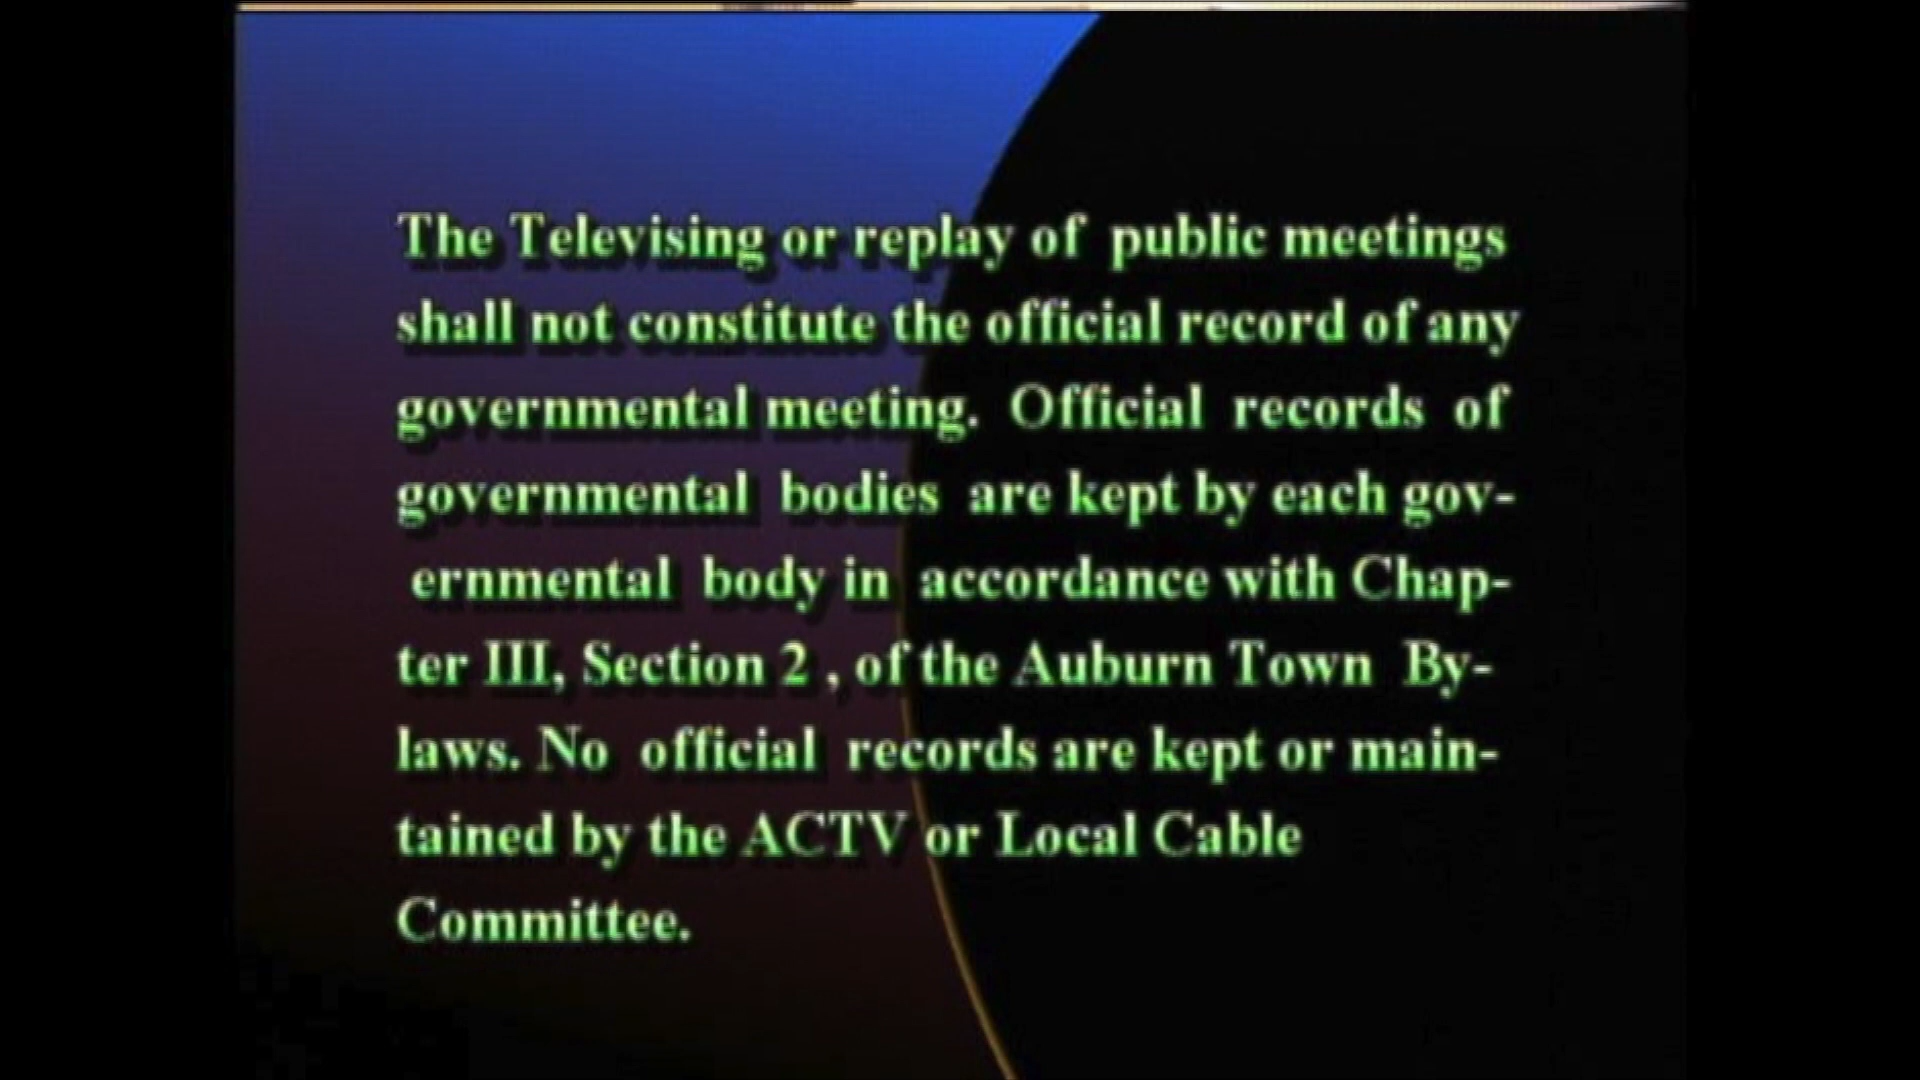 The Televising or replay of public meetings
shall not constitute the official record of any
governmental meeting. Official records of
governmental bodies are kept by each gov-
ernmental body in accordance with Chap-
ter III, Section 2 , of the Auburn Town By-
laws. No official records are kept or main-
tained by the ACTV or Local Cable
Committee.